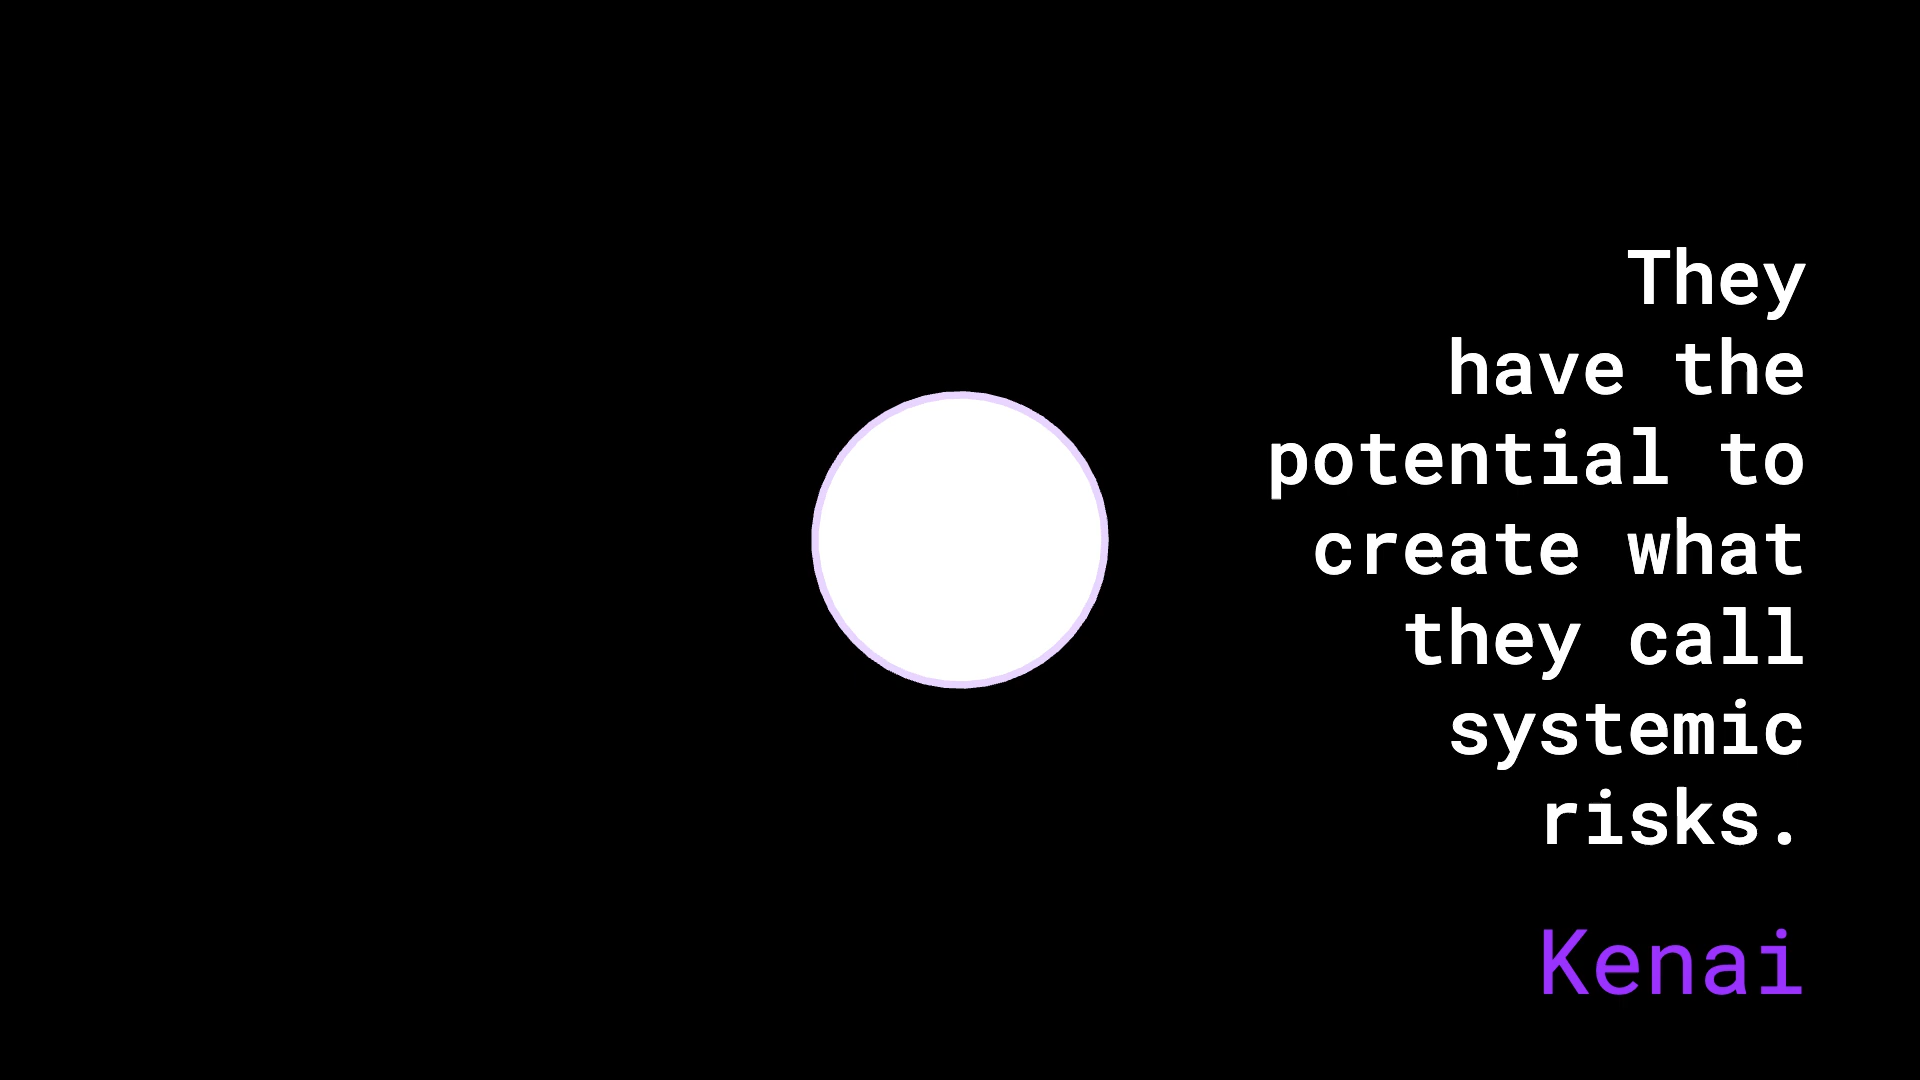 They
have the
potential to
create what
they call
systemic
risks.
Kenai